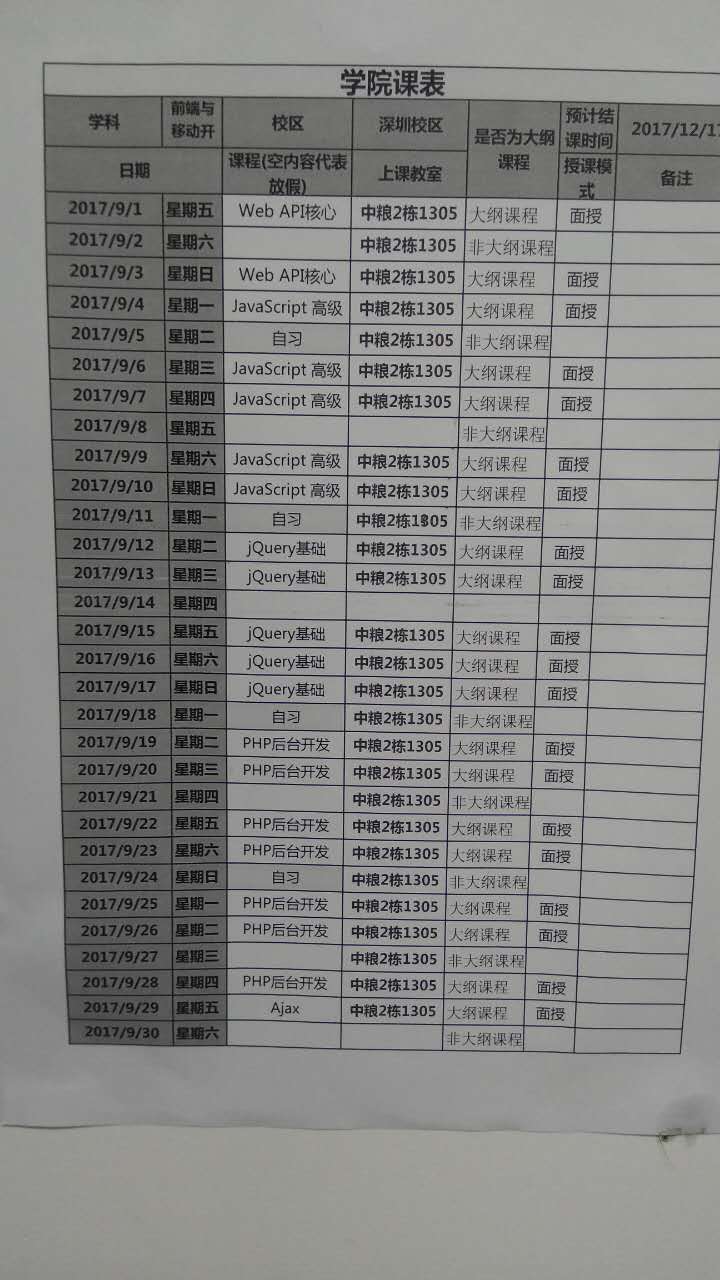 学院课表
学科 前端与移动开 校区 深圳校区 是否为大纲课程 预计结课时间 2017/12/17
日期 课程(空内容代表放假) 上课教室 授课模式 备注
2017/9/1 星期五 Web API核心 中粮2栋1305 大纲课程 面授
2017/9/2 星期六 中粮2栋1305 非大纲课程
2017/9/3 星期日 Web API核心 中粮2栋1305 大纲课程 面授
2017/9/4 星期一 JavaScript 高级 中粮2栋1305 大纲课程 面授
2017/9/5 星期二 自习 中粮2栋1305 非大纲课程
2017/9/6 星期三 JavaScript 高级 中粮2栋1305 大纲课程 面授
2017/9/7 星期四 JavaScript 高级 中粮2栋1305 大纲课程 面授
2017/9/8 星期五 非大纲课程
2017/9/9 星期六 JavaScript 高级 中粮2栋1305 大纲课程 面授
2017/9/10 星期日 JavaScript 高级 中粮2栋1305 大纲课程 面授
2017/9/11 星期一 自习 中粮2栋1305 非大纲课程
2017/9/12 星期二 jQuery基础 中粮2栋1305 大纲课程 面授
2017/9/13 星期三 jQuery基础 中粮2栋1305 大纲课程 面授
2017/9/14 星期四
2017/9/15 星期五 jQuery基础 中粮2栋1305 大纲课程 面授
2017/9/16 星期六 jQuery基础 中粮2栋1305 大纲课程 面授
2017/9/17 星期日 jQuery基础 中粮2栋1305 大纲课程 面授
2017/9/18 星期一 自习 中粮2栋1305 非大纲课程
2017/9/19 星期二 PHP后台开发 中粮2栋1305 大纲课程 面授
2017/9/20 星期三 PHP后台开发 中粮2栋1305 大纲课程 面授
2017/9/21 星期四 中粮2栋1305 非大纲课程
2017/9/22 星期五 PHP后台开发 中粮2栋1305 大纲课程 面授
2017/9/23 星期六 PHP后台开发 中粮2栋1305 大纲课程 面授
2017/9/24 星期日 自习 中粮2栋1305 非大纲课程
2017/9/25 星期一 PHP后台开发 中粮2栋1305 大纲课程 面授
2017/9/26 星期二 PHP后台开发 中粮2栋1305 大纲课程 面授
2017/9/27 星期三 中粮2栋1305 非大纲课程
2017/9/28 星期四 PHP后台开发 中粮2栋1305 大纲课程 面授
2017/9/29 星期五 Ajax 中粮2栋1305 大纲课程 面授
2017/9/30 星期六 非大纲课程